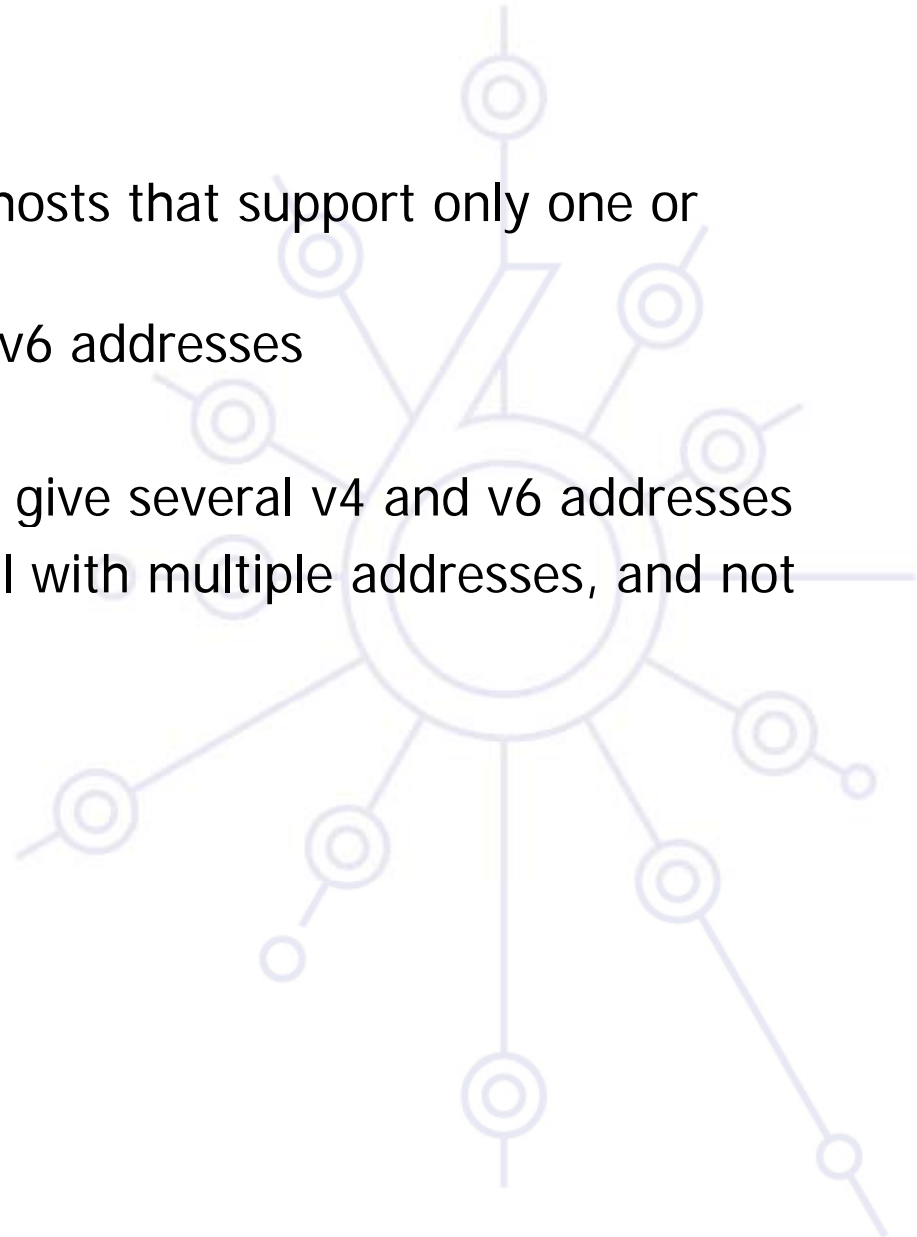 hosts that support only one or
v6 addresses
give several v4 and v6 addresses
l with multiple addresses, and not